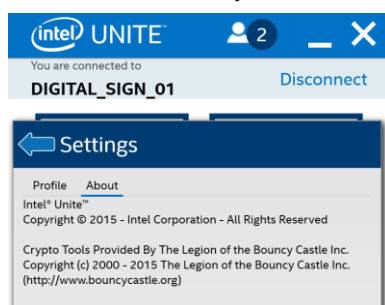 intel UNITE™ 2
You are connected to
Disconnect
DIGITAL_SIGN_01
Settings
Profile About
Intel® Unite™
Copyright © 2015 - Intel Corporation - All Rights Reserved
Crypto Tools Provided By The Legion of the Bouncy Castle Inc.
Copyright (c) 2000 - 2015 The Legion of the Bouncy Castle Inc.
(http://www.bouncycastle.org)